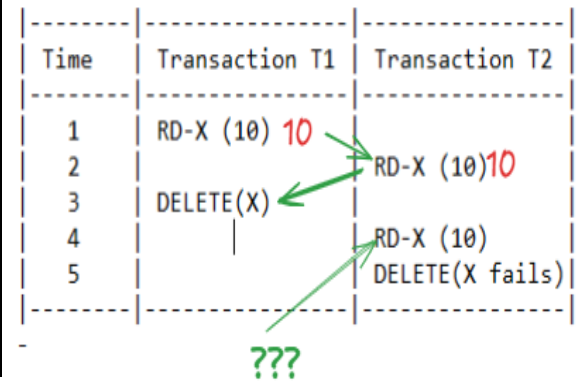 Time | Transaction T1 | Transaction T2
1 | RD-X (10) 10
2 | RD-X (10)10
3 | DELETE(X)
4 | RD-X (10)
5 | DELETE(X fails)
???